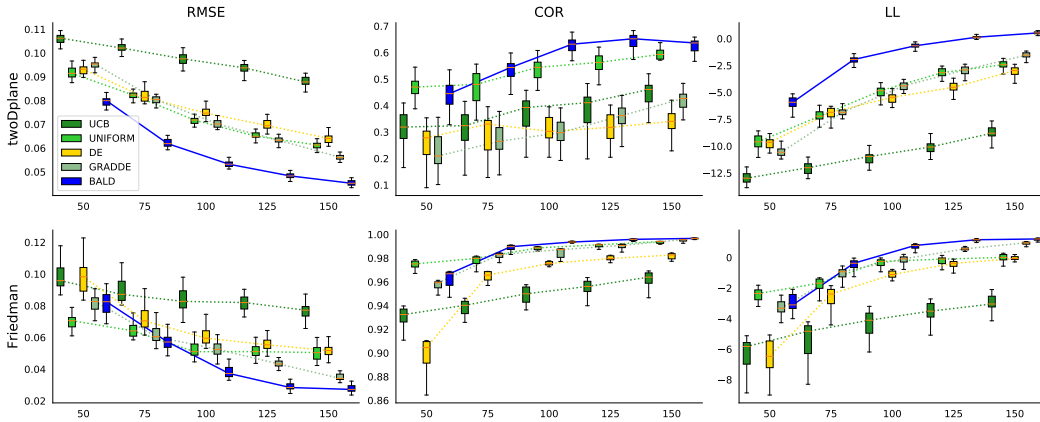 RMSE COR LL
twoDplane
0.11
0.10
0.09
0.08
0.07
0.06
0.05
UCB
UNIFORM
DE
GRADDE
BALD
50 75 100 125 150
0.7
0.6
0.5
0.4
0.3
0.2
0.1
50 75 100 125 150
0.0
−2.5
−5.0
−7.5
−10.0
−12.5
50 75 100 125 150
Friedman
0.12
0.10
0.08
0.06
0.04
0.02
50 75 100 125 150
1.00
0.98
0.96
0.94
0.92
0.90
0.88
0.86
50 75 100 125 150
0
−2
−4
−6
−8
50 75 100 125 150